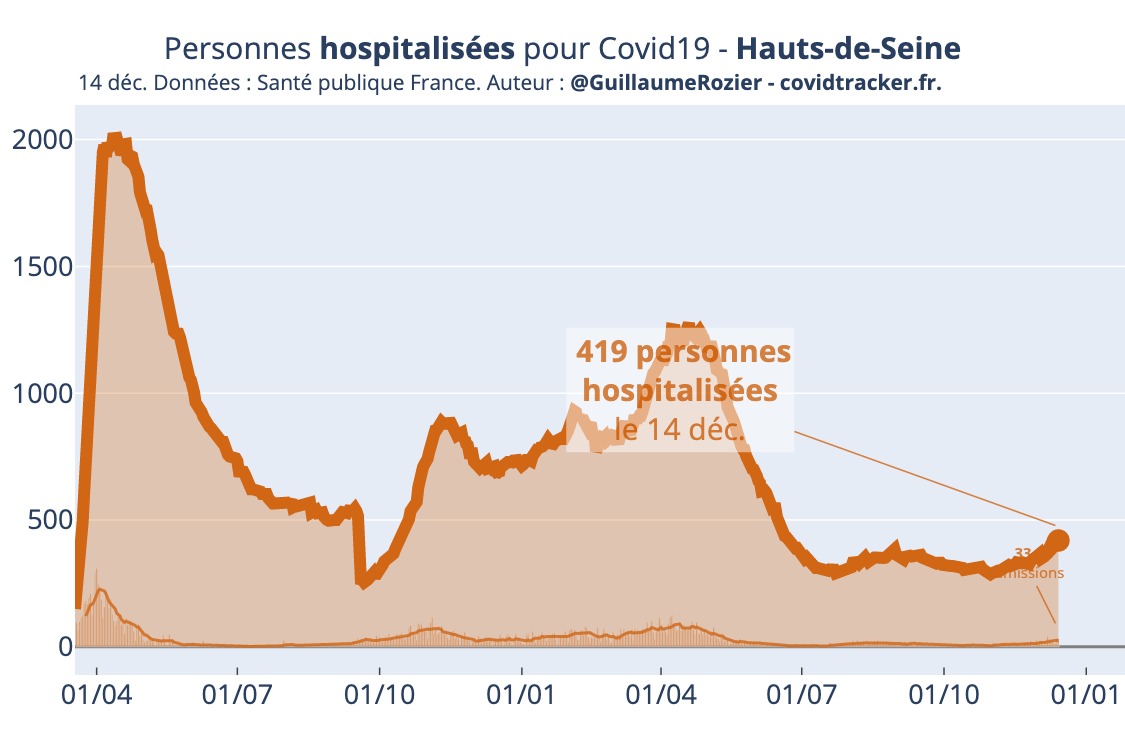 Personnes hospitalisées pour Covid19 - Hauts-de-Seine
14 déc. Données : Santé publique France. Auteur : @GuillaumeRozier - covidtracker.fr.
2000
1500
1000
500
0
419 personnes
hospitalisées
le 14 déc.
33
01/04 01/07 01/10 01/01 01/04 01/07 01/10 01/01